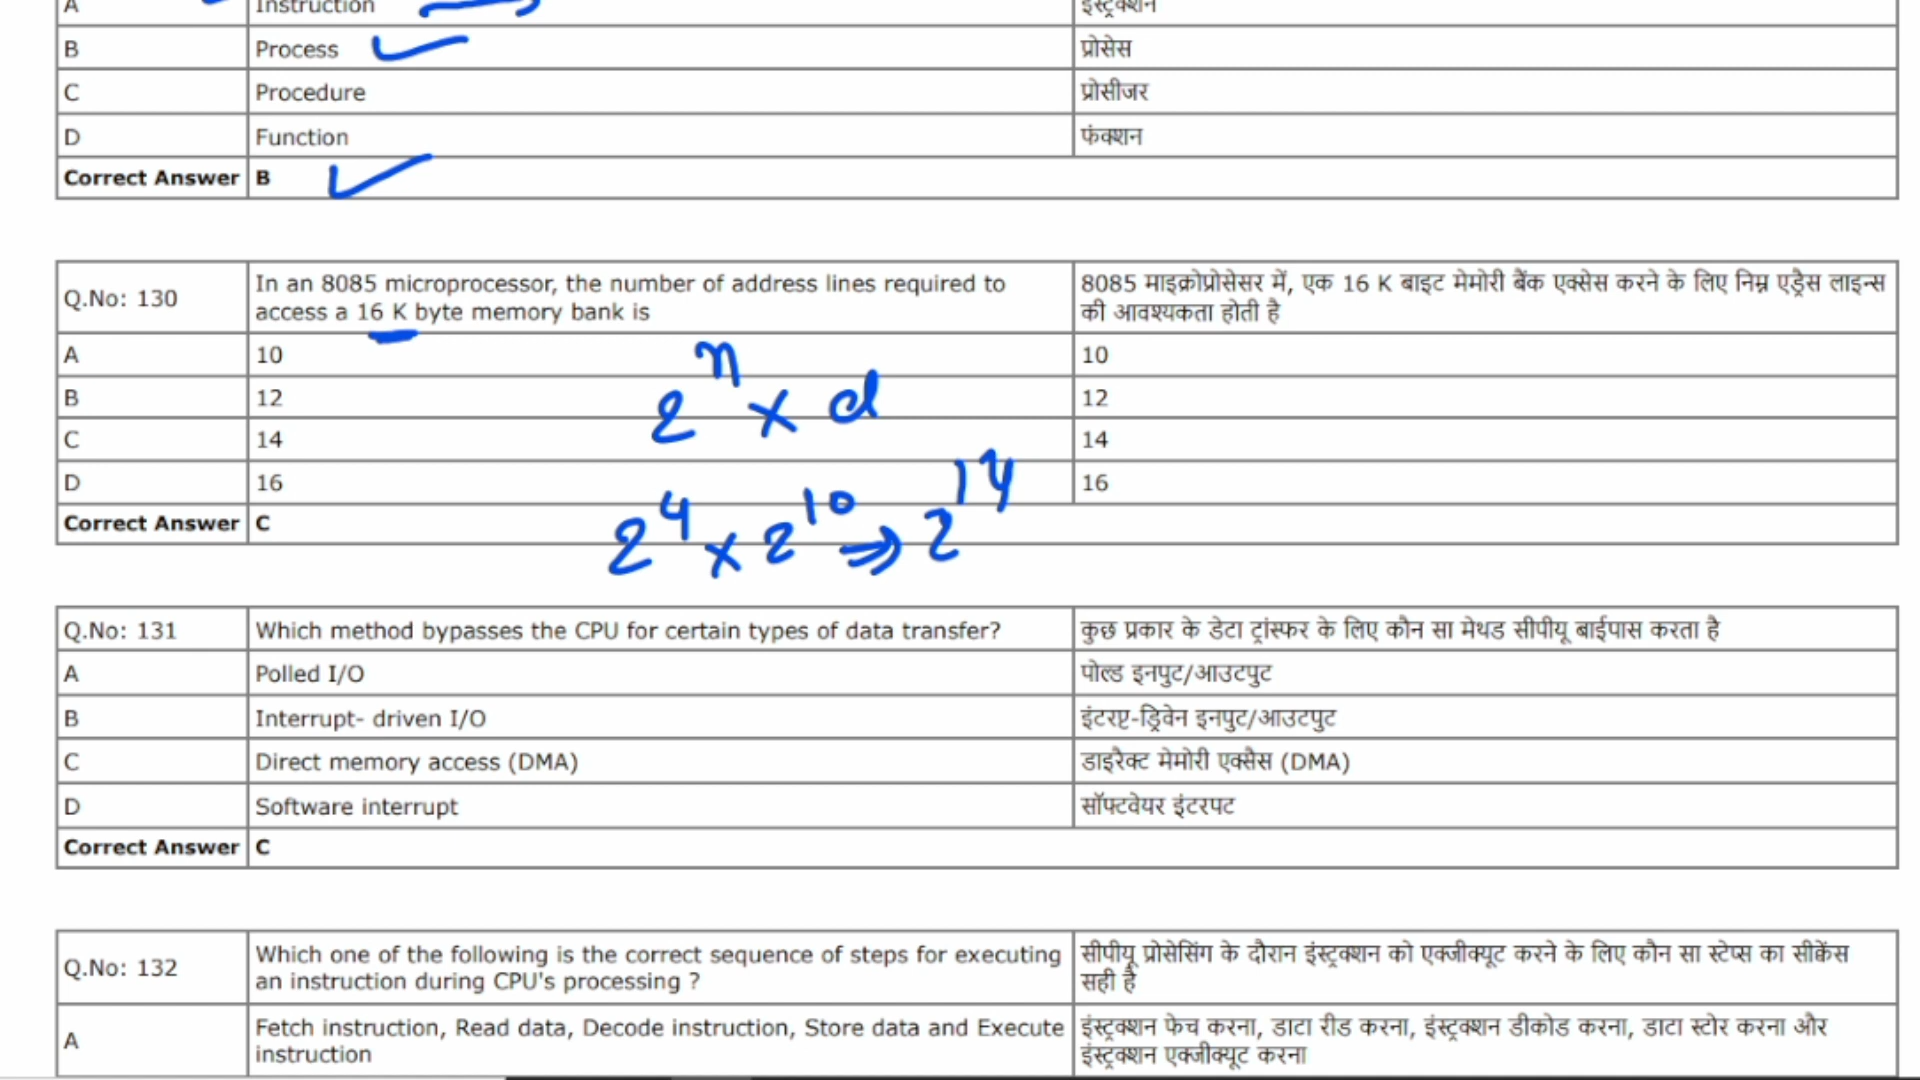 A Instruction इंस्ट्रक्शन
B Process प्रोसेस
C Procedure प्रोसीजर
D Function फंक्शन
Correct Answer B
Q.No: 130 In an 8085 microprocessor, the number of address lines required to 8085 माइक्रोप्रोसेसर में, एक 16 K बाइट मेमोरी बैंक एक्सेस करने के लिए निम्न एड्रैस लाइन्स
access a 16 K byte memory bank is की आवश्यकता होती है
A 10 10
B 12 12
C 14 14
D 16 16
2^n × d
Correct Answer C
2^4 × 2^10 ⇒ 2^14
Q.No: 131 Which method bypasses the CPU for certain types of data transfer? कुछ प्रकार के डेटा ट्रांस्फर के लिए कौन सा मेथड सीपीयू बाईपास करता है
A Polled I/O पोल्ड इनपुट/आउटपुट
B Interrupt- driven I/O इंटरप्ट-ड्रिवेन इनपुट/आउटपुट
C Direct memory access (DMA) डाइरैक्ट मेमोरी एक्सैस (DMA)
D Software interrupt सॉफ्टवेयर इंटरपट
Correct Answer C
Q.No: 132 Which one of the following is the correct sequence of steps for executing सीपीयू प्रोसेसिंग के दौरान इंस्ट्रक्शन को एक्जीक्यूट करने के लिए कौन सा स्टेप्स का सीक्वेंस
an instruction during CPU's processing ? सही है
A Fetch instruction, Read data, Decode instruction, Store data and Execute इंस्ट्रक्शन फेच करना, डाटा रीड करना, इंस्ट्रक्शन डीकोड करना, डाटा स्टोर करना और
instruction इंस्ट्रक्शन एक्जीक्यूट करना